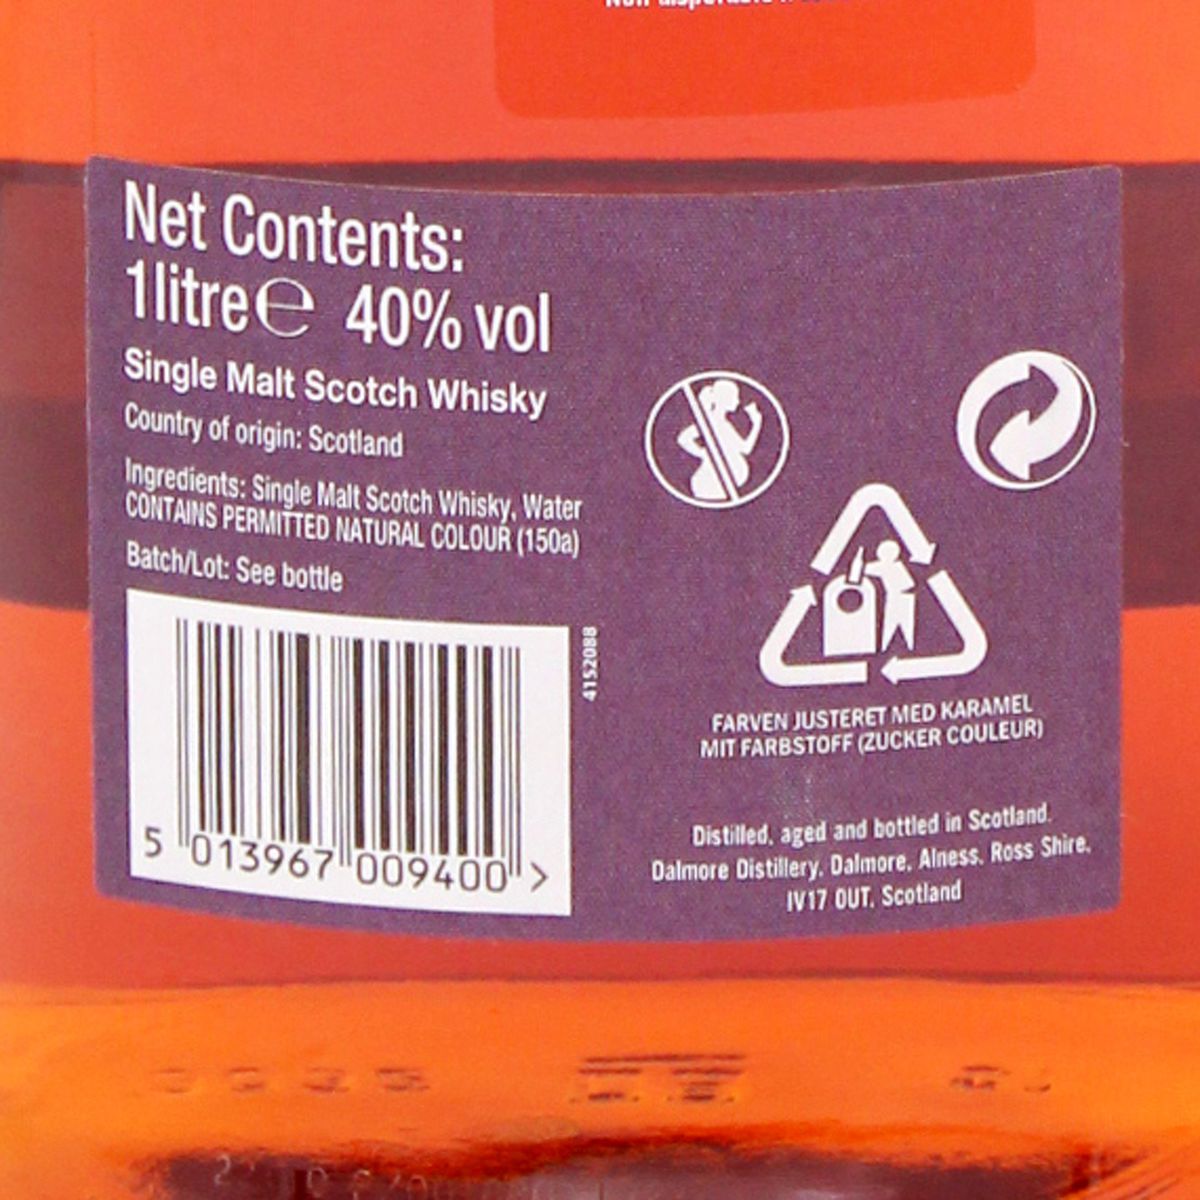 Net Contents:
1litre℮ 40% vol
Single Malt Scotch Whisky
Country of origin: Scotland
Ingredients: Single Malt Scotch Whisky, Water
CONTAINS PERMITTED NATURAL COLOUR (150a)
Batch/Lot: See bottle
5 013967 009400 >
4152088
FARVEN JUSTERET MED KARAMEL
MIT FARBSTOFF (ZUCKER COULEUR)
Distilled, aged and bottled in Scotland.
Dalmore Distillery, Dalmore, Alness, Ross Shire,
IV17 0UT, Scotland